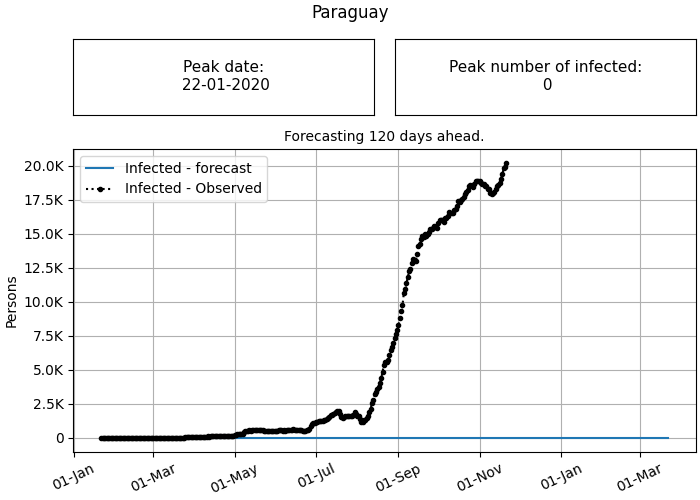 Paraguay
Peak date:
22-01-2020
Peak number of infected:
0
Forecasting 120 days ahead.
Infected - forecast
Infected - Observed
20.0K
17.5K
15.0K
12.5K
10.0K
7.5K
5.0K
2.5K
0
Persons
01-Jan
01-Mar
01-May
01-Jul
01-Sep
01-Nov
01-Jan
01-Mar